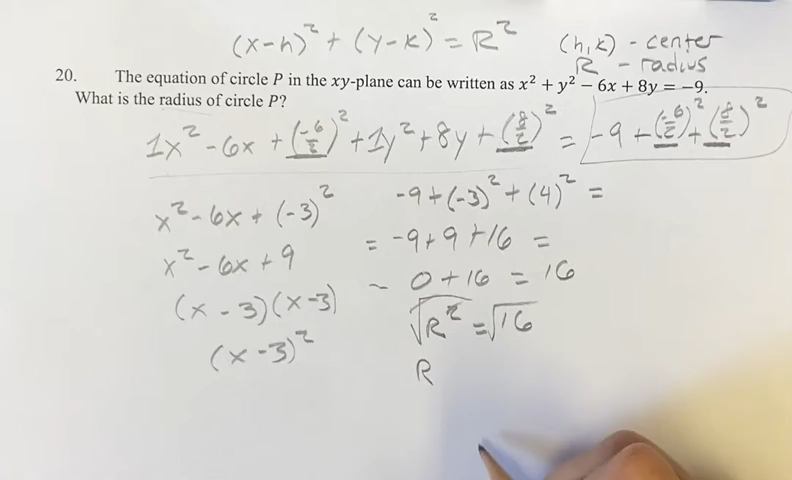 (x-h)² + (y-k)² = R² (h,k) - center
R - radius
20. The equation of circle P in the xy-plane can be written as x² + y² − 6x + 8y = −9.
What is the radius of circle P?
1x² - 6x + (-6/2)² + 1y² + 8y + (8/2)² = -9 + (-6/2)² + (8/2)²
x² - 6x + (-3)²
x² - 6x + 9
(x - 3)(x - 3)
(x - 3)²
-9 + (-3)² + (4)² =
= -9 + 9 + 16 =
~ 0 + 16 = 16
√R² = √16
R